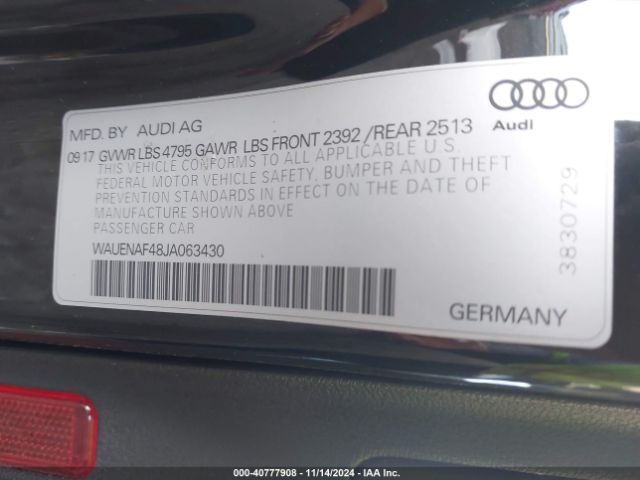 MFD. BY AUDI AG
Audi
09 17 GVWR LBS 4795 GAWR LBS FRONT 2392 / REAR 2513
THIS VEHICLE CONFORMS TO ALL APPLICABLE U.S.
FEDERAL MOTOR VEHICLE SAFETY, BUMPER AND THEFT
PREVENTION STANDARDS IN EFFECT ON THE DATE OF
MANUFACTURE SHOWN ABOVE
PASSENGER CAR
WAUENAF48JA063430
3830729
GERMANY
000-40777908 - 11/14/2024 - IAA Inc.